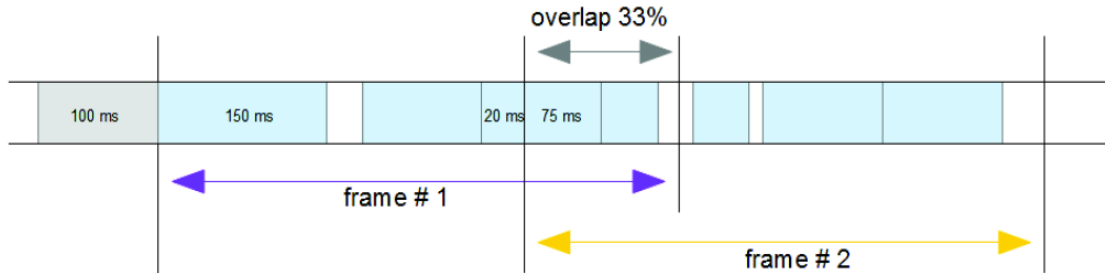 overlap 33%
100 ms
150 ms
20 ms
75 ms
frame # 1
frame # 2